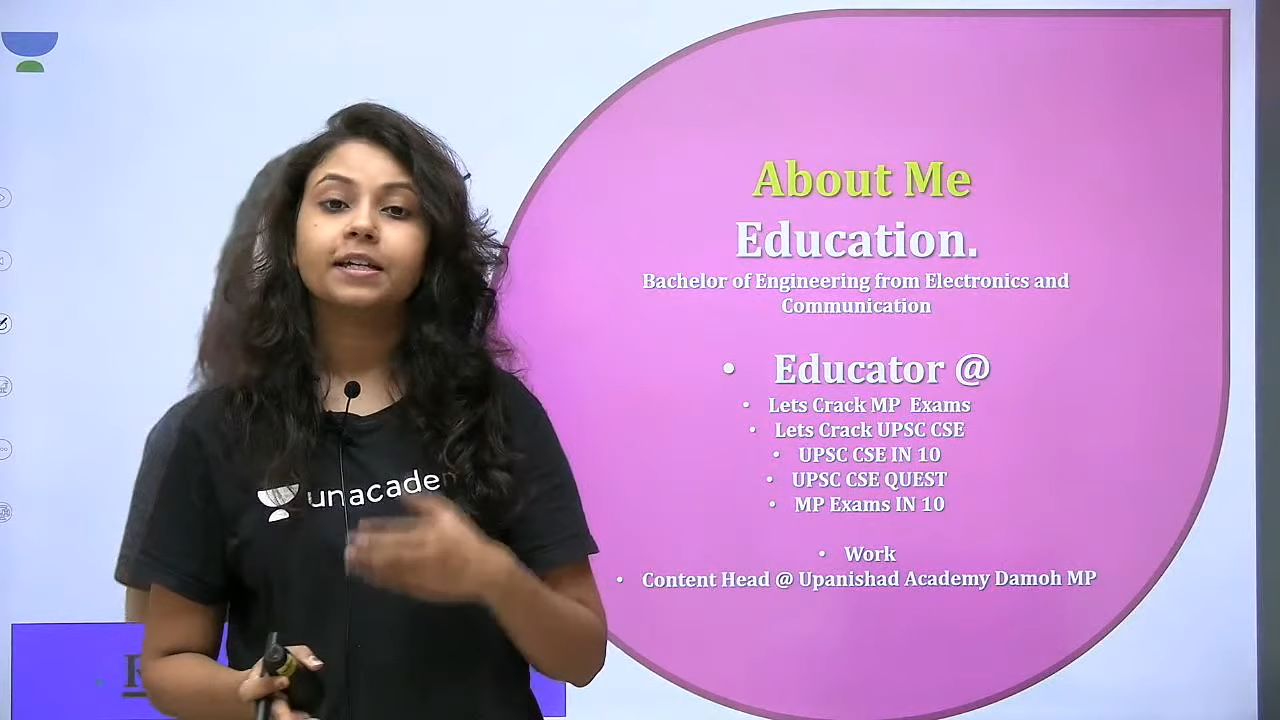 About Me
Education.
Bachelor of Engineering from Electronics and
Communication
• Educator @
• Lets Crack MP  Exams
• Lets Crack UPSC CSE
• UPSC CSE IN 10
• UPSC CSE QUEST
• MP Exams IN 10
• Work
• Content Head @ Upanishad Academy Damoh MP
unacade